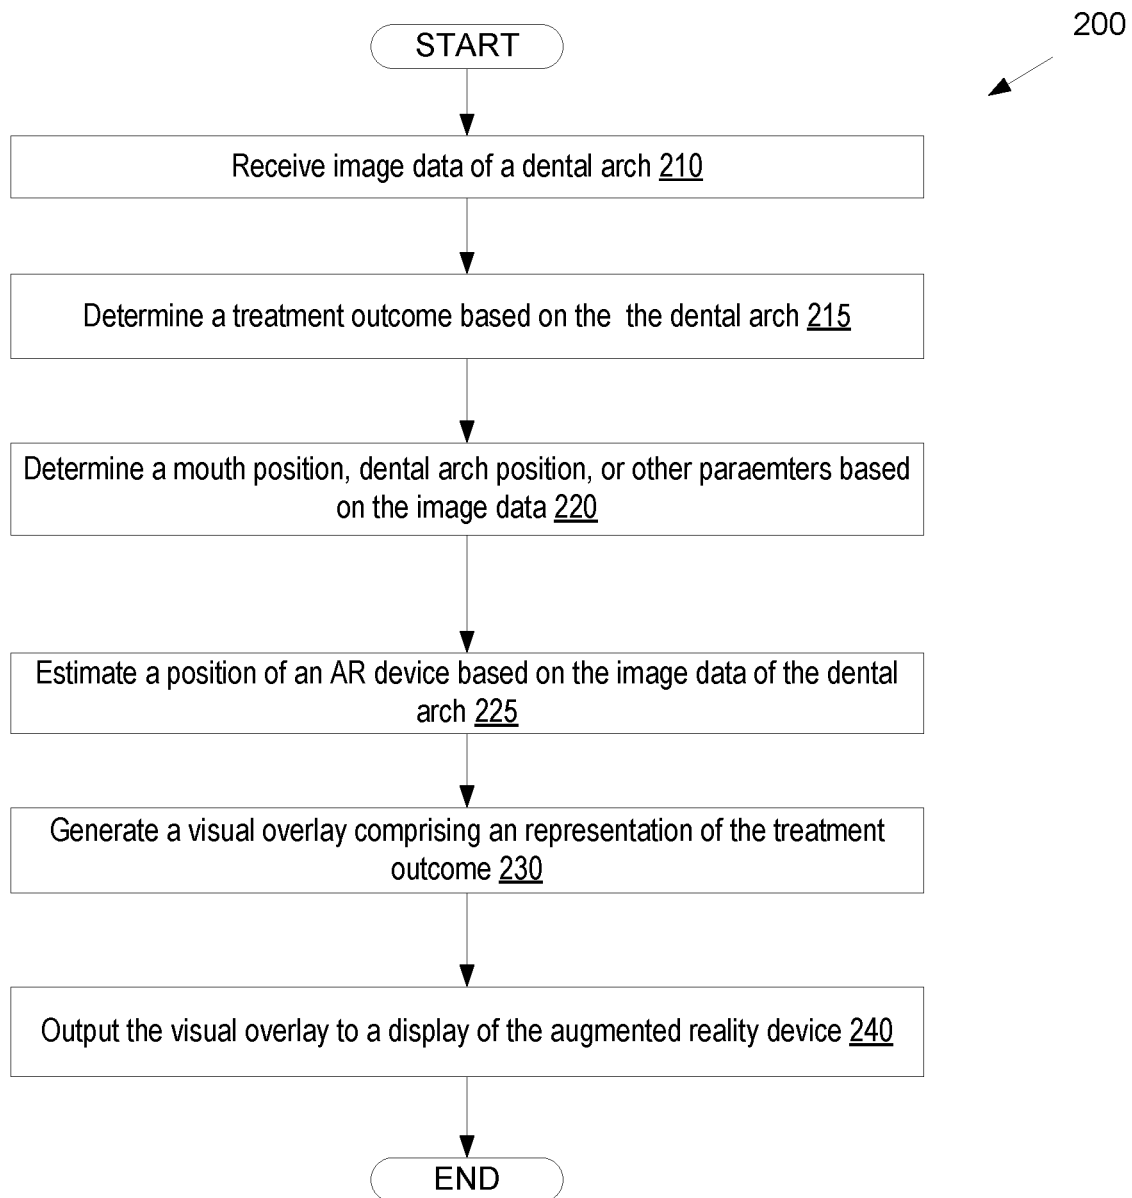 200
START
Receive image data of a dental arch 210
Determine a treatment outcome based on the the dental arch 215
Determine a mouth position, dental arch position, or other paraemters based
on the image data 220
Estimate a position of an AR device based on the image data of the dental
arch 225
Generate a visual overlay comprising an representation of the treatment
outcome 230
Output the visual overlay to a display of the augmented reality device 240
END